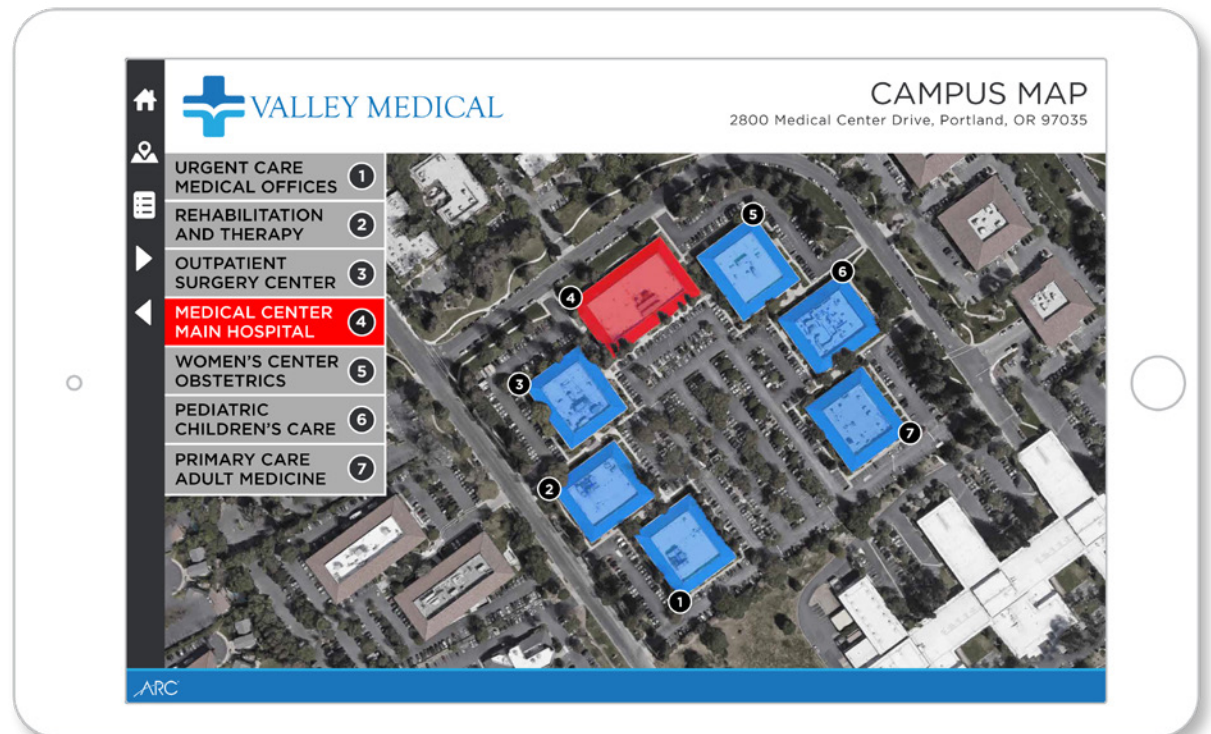 VALLEY MEDICAL
CAMPUS MAP
2800 Medical Center Drive, Portland, OR 97035
URGENT CARE
MEDICAL OFFICES 1
REHABILITATION
AND THERAPY 2
OUTPATIENT
SURGERY CENTER 3
MEDICAL CENTER
MAIN HOSPITAL 4
WOMEN'S CENTER
OBSTETRICS 5
PEDIATRIC
CHILDREN'S CARE 6
PRIMARY CARE
ADULT MEDICINE 7
5
6
4
3
7
2
1
ARC